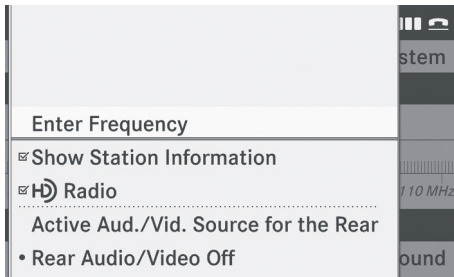 stem
Enter Frequency
Show Station Information
HD Radio
110 MHz
Active Aud./Vid. Source for the Rear
Rear Audio/Video Off
ound